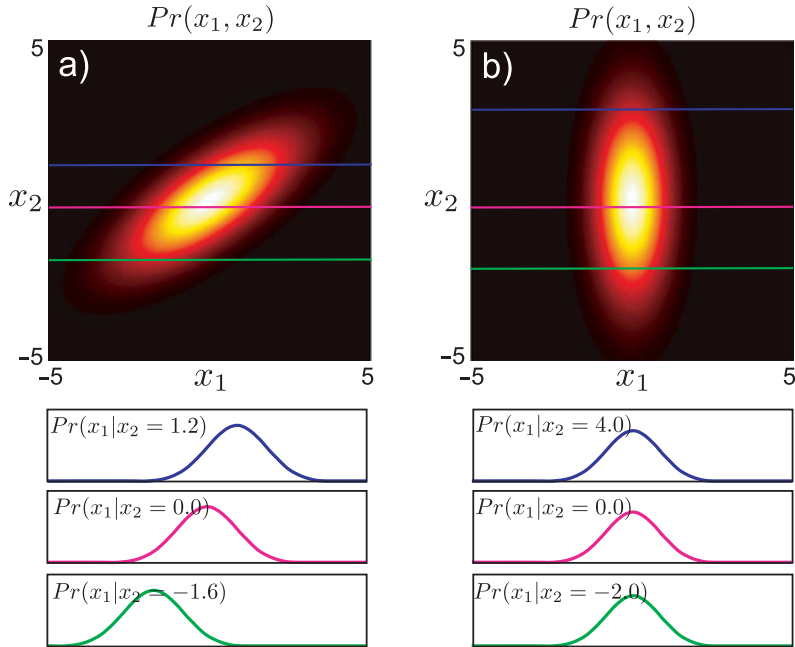 Pr(x₁, x₂)
a)
5
x₂
−5
−5
x₁
5
Pr(x₁|x₂ = 1.2)
Pr(x₁|x₂ = 0.0)
Pr(x₁|x₂ = −1.6)
Pr(x₁, x₂)
b)
5
x₂
−5
−5
x₁
5
Pr(x₁|x₂ = 4.0)
Pr(x₁|x₂ = 0.0)
Pr(x₁|x₂ = −2.0)